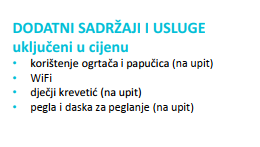 DODATNI SADRŽAJI I USLUGE
uključeni u cijenu
• korištenje ogrtača i papučica (na upit)
• WiFi
• dječji krevetić (na upit)
• pegla i daska za peglanje (na upit)